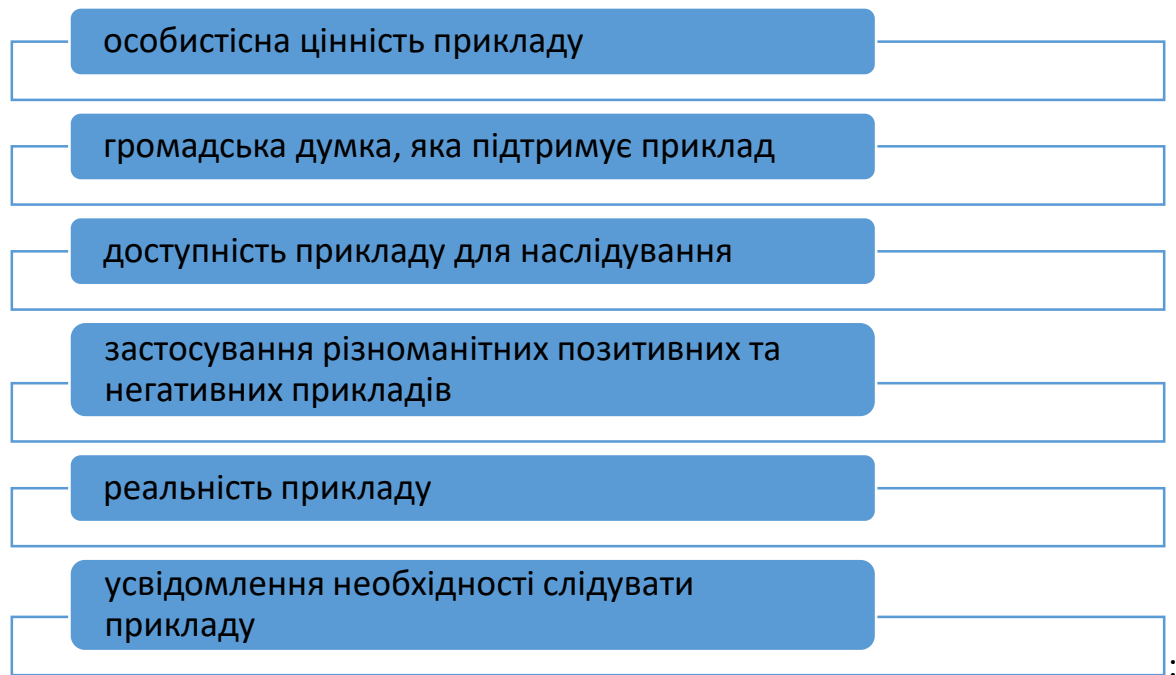 особистісна цінність прикладу
громадська думка, яка підтримує приклад
доступність прикладу для наслідування
застосування різноманітних позитивних та
негативних прикладів
реальність прикладу
усвідомлення необхідності слідувати
прикладу
: